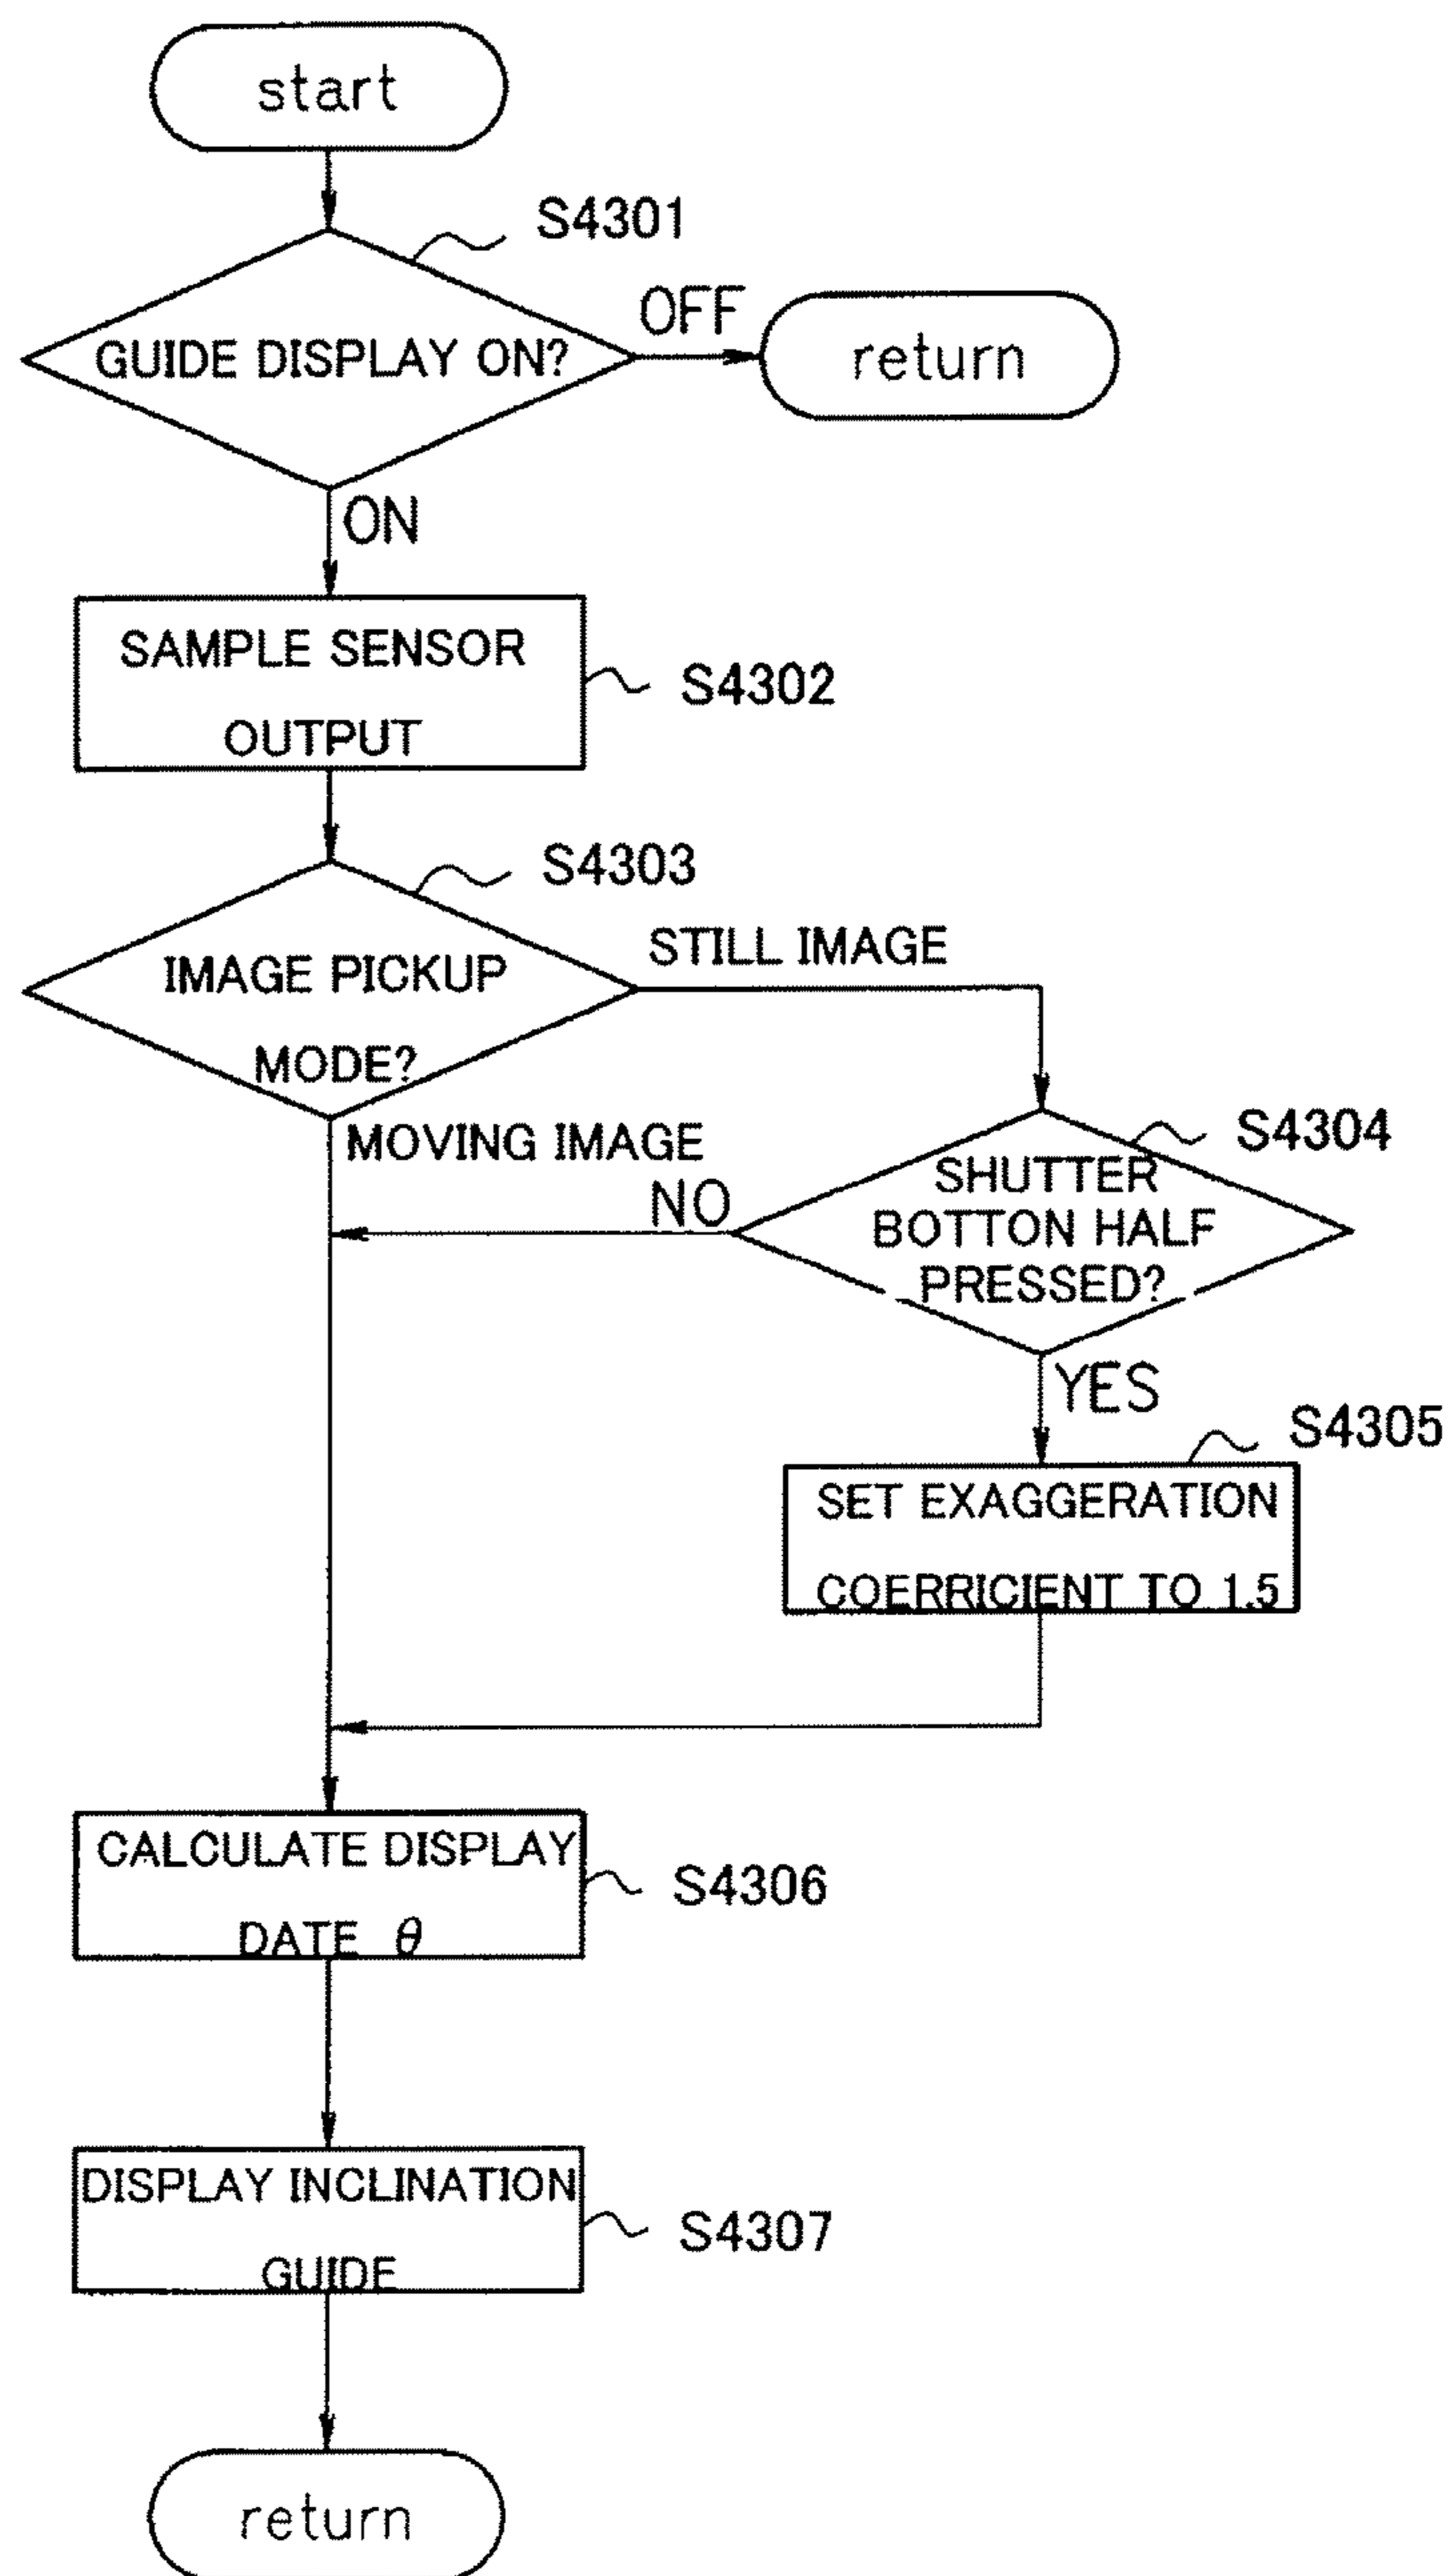 start
S4301
GUIDE DISPLAY ON?
OFF
return
ON
SAMPLE SENSOR
OUTPUT
S4302
S4303
IMAGE PICKUP
MODE?
STILL IMAGE
MOVING IMAGE
S4304
SHUTTER
BOTTON HALF
PRESSED?
NO
YES
S4305
SET EXAGGERATION
COERRICIENT TO 1.5
CALCULATE DISPLAY
DATE θ
S4306
DISPLAY INCLINATION
GUIDE
S4307
return